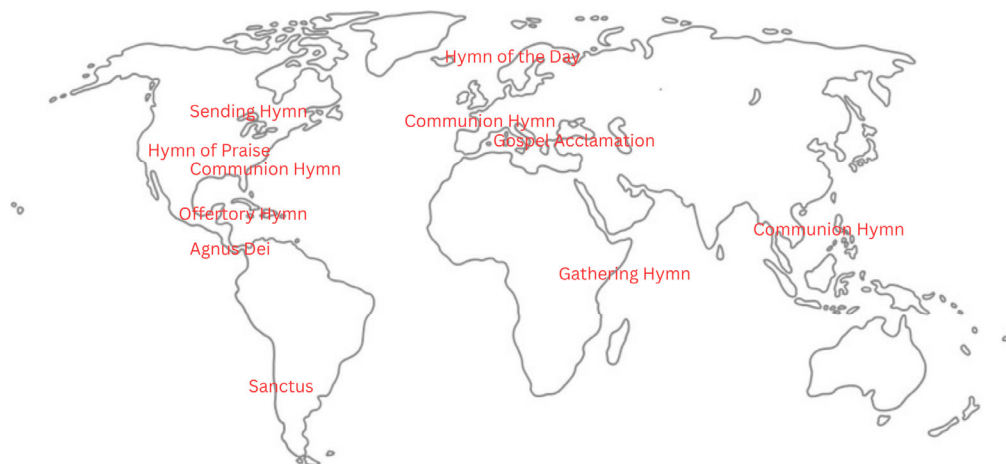 Hymn of the Day
Sending Hymn
Communion Hymn
Gospel Acclamation
Hymn of Praise
Communion Hymn
Offertory Hymn
Communion Hymn
Agnus Dei
Gathering Hymn
Sanctus